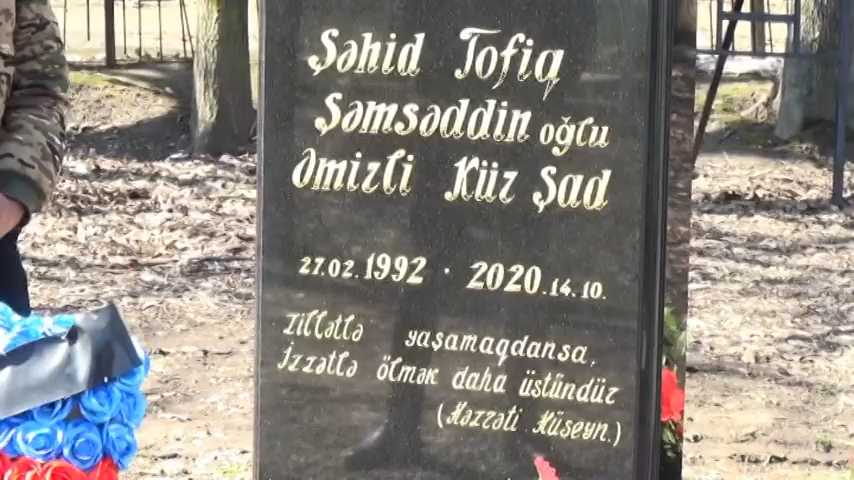 Şəhid Tofiq
Şəmsəddin oğLu
Əmizli Küz ŞaD
27.02.1992 • 2020.14.10
zilLətLə yaşamaqdansa,
İzzətLə öLmək daha üstündür
(Həzrəti Hüseyn)